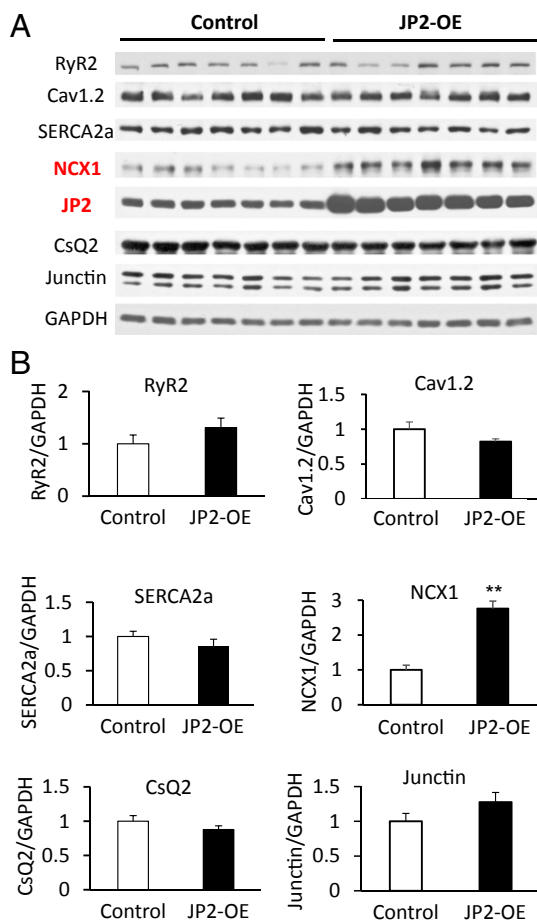 A
Control JP2-OE
RyR2
Cav1.2
SERCA2a
NCX1
JP2
CsQ2
Junctin
GAPDH
B
RyR2
RyR2/GAPDH
2
1
0
Control JP2-OE
Cav1.2
Cav1.2/GAPDH
1.5
1
0.5
0
Control JP2-OE
SERCA2a
SERCA2a/GAPDH
1.5
1
0.5
0
Control JP2-OE
NCX1
NCX1/GAPDH
3
2
1
0
**
Control JP2-OE
CsQ2
CsQ2/GAPDH
1.5
1
0.5
0
Control JP2-OE
Junctin
Junctin/GAPDH
1.5
1
0.5
0
Control JP2-OE